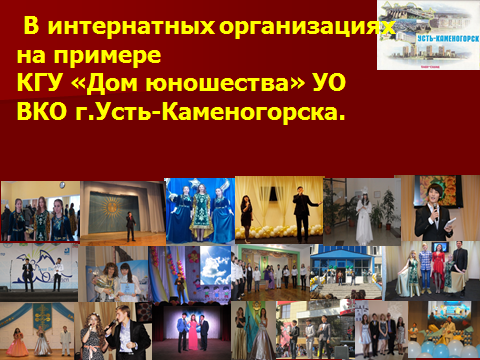 В интернатных организациях
на примере
КГУ «Дом юношества» УО
ВКО г.Усть-Каменогорска.
УСТЬ-КАМЕНОГОРСК